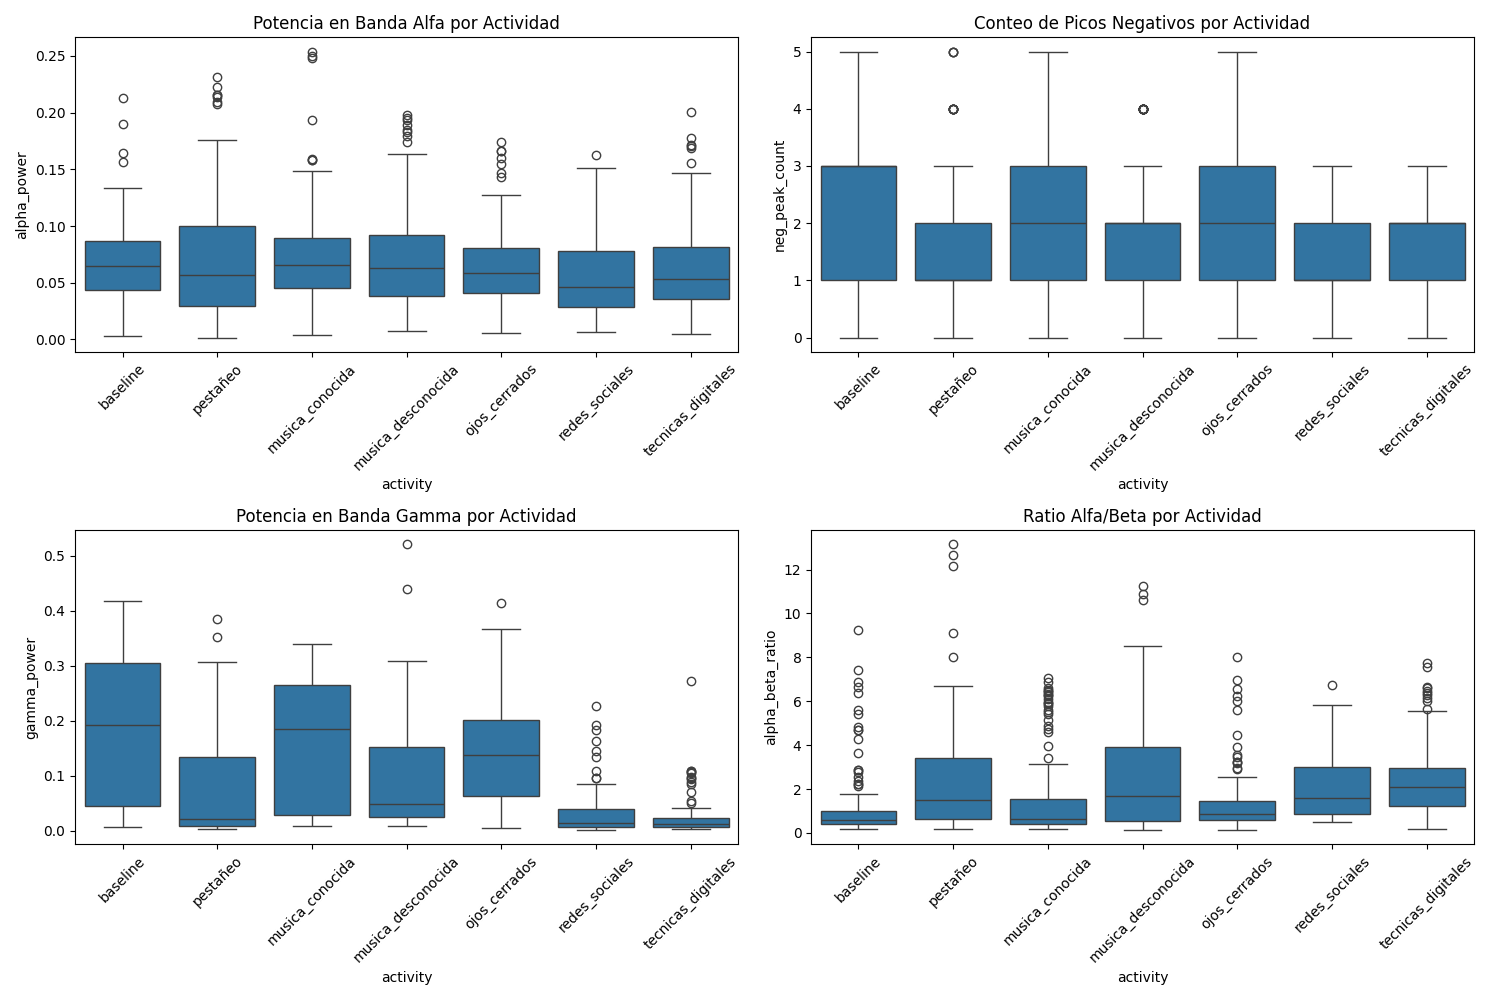 Potencia en Banda Alfa por Actividad
alpha_power
0.25
0.20
0.15
0.10
0.05
0.00
baseline
pestañeo
musica_conocida
musica_desconocida
ojos_cerrados
redes_sociales
tecnicas_digitales
activity
Conteo de Picos Negativos por Actividad
neg_peak_count
5
4
3
2
1
0
baseline
pestañeo
musica_conocida
musica_desconocida
ojos_cerrados
redes_sociales
tecnicas_digitales
activity
Potencia en Banda Gamma por Actividad
gamma_power
0.5
0.4
0.3
0.2
0.1
0.0
baseline
pestañeo
musica_conocida
musica_desconocida
ojos_cerrados
redes_sociales
tecnicas_digitales
activity
Ratio Alfa/Beta por Actividad
alpha_beta_ratio
12
10
8
6
4
2
0
baseline
pestañeo
musica_conocida
musica_desconocida
ojos_cerrados
redes_sociales
tecnicas_digitales
activity